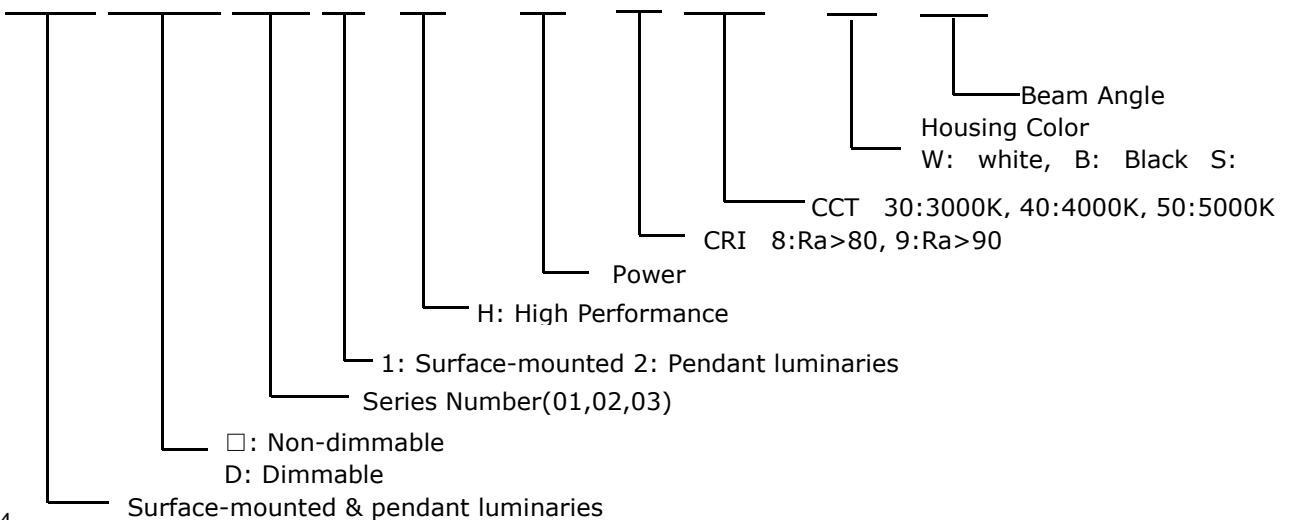 Beam Angle
Housing Color
W: white, B: Black S:
CCT 30:3000K, 40:4000K, 50:5000K
CRI 8:Ra>80, 9:Ra>90
Power
H: High Performance
1: Surface-mounted 2: Pendant luminaries
Series Number(01,02,03)
□: Non-dimmable
D: Dimmable
Surface-mounted & pendant luminaries